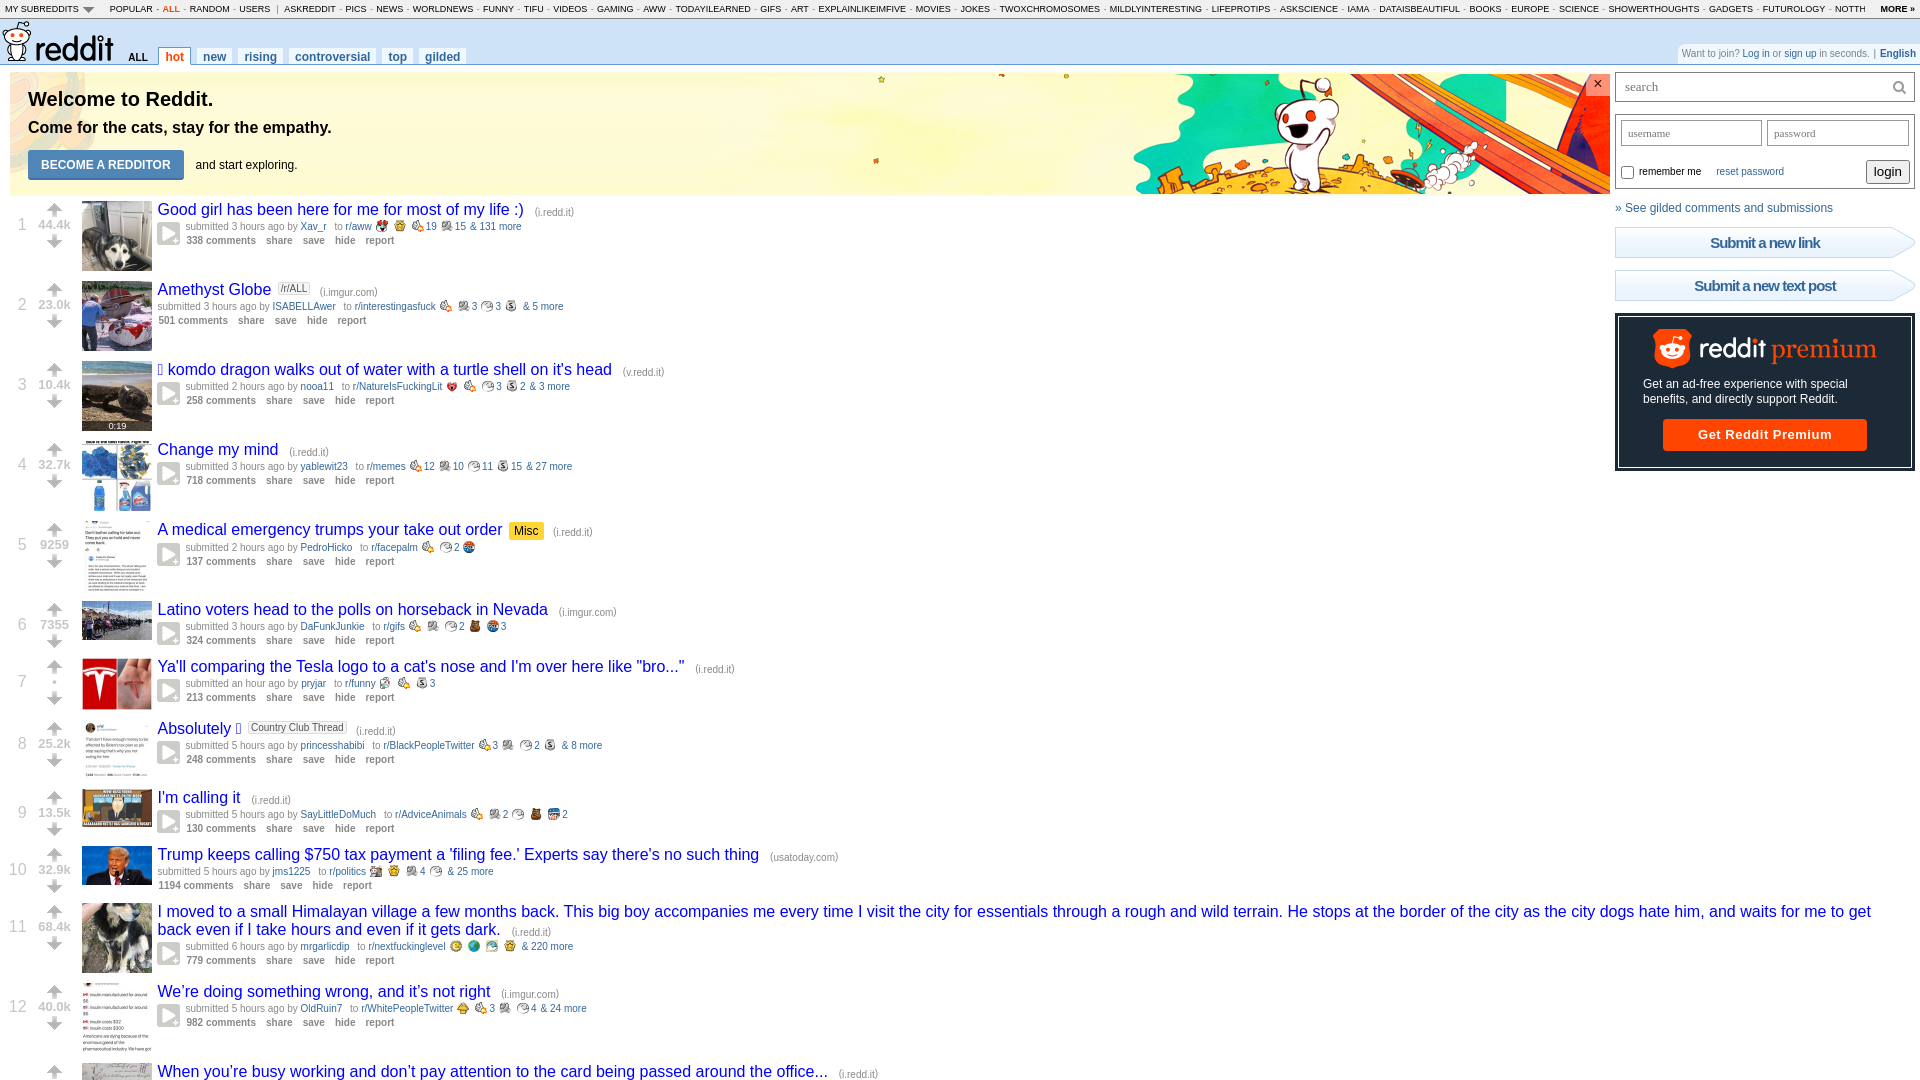 MY SUBREDDITS POPULAR - ALL - RANDOM - USERS | ASKREDDIT - PICS - NEWS - WORLDNEWS - FUNNY - TIFU - VIDEOS - GAMING - AWW - TODAYILEARNED - GIFS - ART - EXPLAINLIKEIMFIVE - MOVIES - JOKES - TWOXCHROMOSOMES - MILDLYINTERESTING - LIFEPROTIPS - ASKSCIENCE - IAMA - DATAISBEAUTIFUL - BOOKS - EUROPE - SCIENCE - SHOWERTHOUGHTS - GADGETS - FUTUROLOGY - NOTTH MORE »
reddit ALL hot new rising controversial top gilded
Want to join? Log in or sign up in seconds. | English
Welcome to Reddit.
Come for the cats, stay for the empathy.
BECOME A REDDITOR and start exploring.
×
search
username password
remember me reset password login
» See gilded comments and submissions
Submit a new link
Submit a new text post
reddit premium
Get an ad-free experience with special
benefits, and directly support Reddit.
Get Reddit Premium
1 44.4k
Good girl has been here for me for most of my life :) (i.redd.it)
submitted 3 hours ago by Xav_r to r/aww 19 15 & 131 more
338 comments share save hide report
2 23.0k
Amethyst Globe /r/ALL (i.imgur.com)
submitted 3 hours ago by ISABELLAwer to r/interestingasfuck 3 3 & 5 more
501 comments share save hide report
3 10.4k
0:19
komdo dragon walks out of water with a turtle shell on it's head (v.redd.it)
submitted 2 hours ago by nooa11 to r/NatureIsFuckingLit 3 2 & 3 more
258 comments share save hide report
4 32.7k
Change my mind (i.redd.it)
submitted 3 hours ago by yablewit23 to r/memes 12 10 11 15 & 27 more
718 comments share save hide report
5 9259
A medical emergency trumps your take out order Misc (i.redd.it)
submitted 2 hours ago by PedroHicko to r/facepalm 2
137 comments share save hide report
6 7355
Latino voters head to the polls on horseback in Nevada (i.imgur.com)
submitted 3 hours ago by DaFunkJunkie to r/gifs 2 3
324 comments share save hide report
7 •
Ya'll comparing the Tesla logo to a cat's nose and I'm over here like "bro..." (i.redd.it)
submitted an hour ago by pryjar to r/funny 3
213 comments share save hide report
8 25.2k
Absolutely Country Club Thread (i.redd.it)
submitted 5 hours ago by princesshabibi to r/BlackPeopleTwitter 3 2 & 8 more
248 comments share save hide report
9 13.5k
I'm calling it (i.redd.it)
submitted 5 hours ago by SayLittleDoMuch to r/AdviceAnimals 2 2
130 comments share save hide report
10 32.9k
Trump keeps calling $750 tax payment a 'filing fee.' Experts say there's no such thing (usatoday.com)
submitted 5 hours ago by jms1225 to r/politics 4 & 25 more
1194 comments share save hide report
11 68.4k
I moved to a small Himalayan village a few months back. This big boy accompanies me every time I visit the city for essentials through a rough and wild terrain. He stops at the border of the city as the city dogs hate him, and waits for me to get
back even if I take hours and even if it gets dark. (i.redd.it)
submitted 6 hours ago by mrgarlicdip to r/nextfuckinglevel & 220 more
779 comments share save hide report
12 40.0k
We’re doing something wrong, and it’s not right (i.imgur.com)
submitted 5 hours ago by OldRuin7 to r/WhitePeopleTwitter 3 4 & 24 more
982 comments share save hide report
When you’re busy working and don’t pay attention to the card being passed around the office... (i.redd.it)